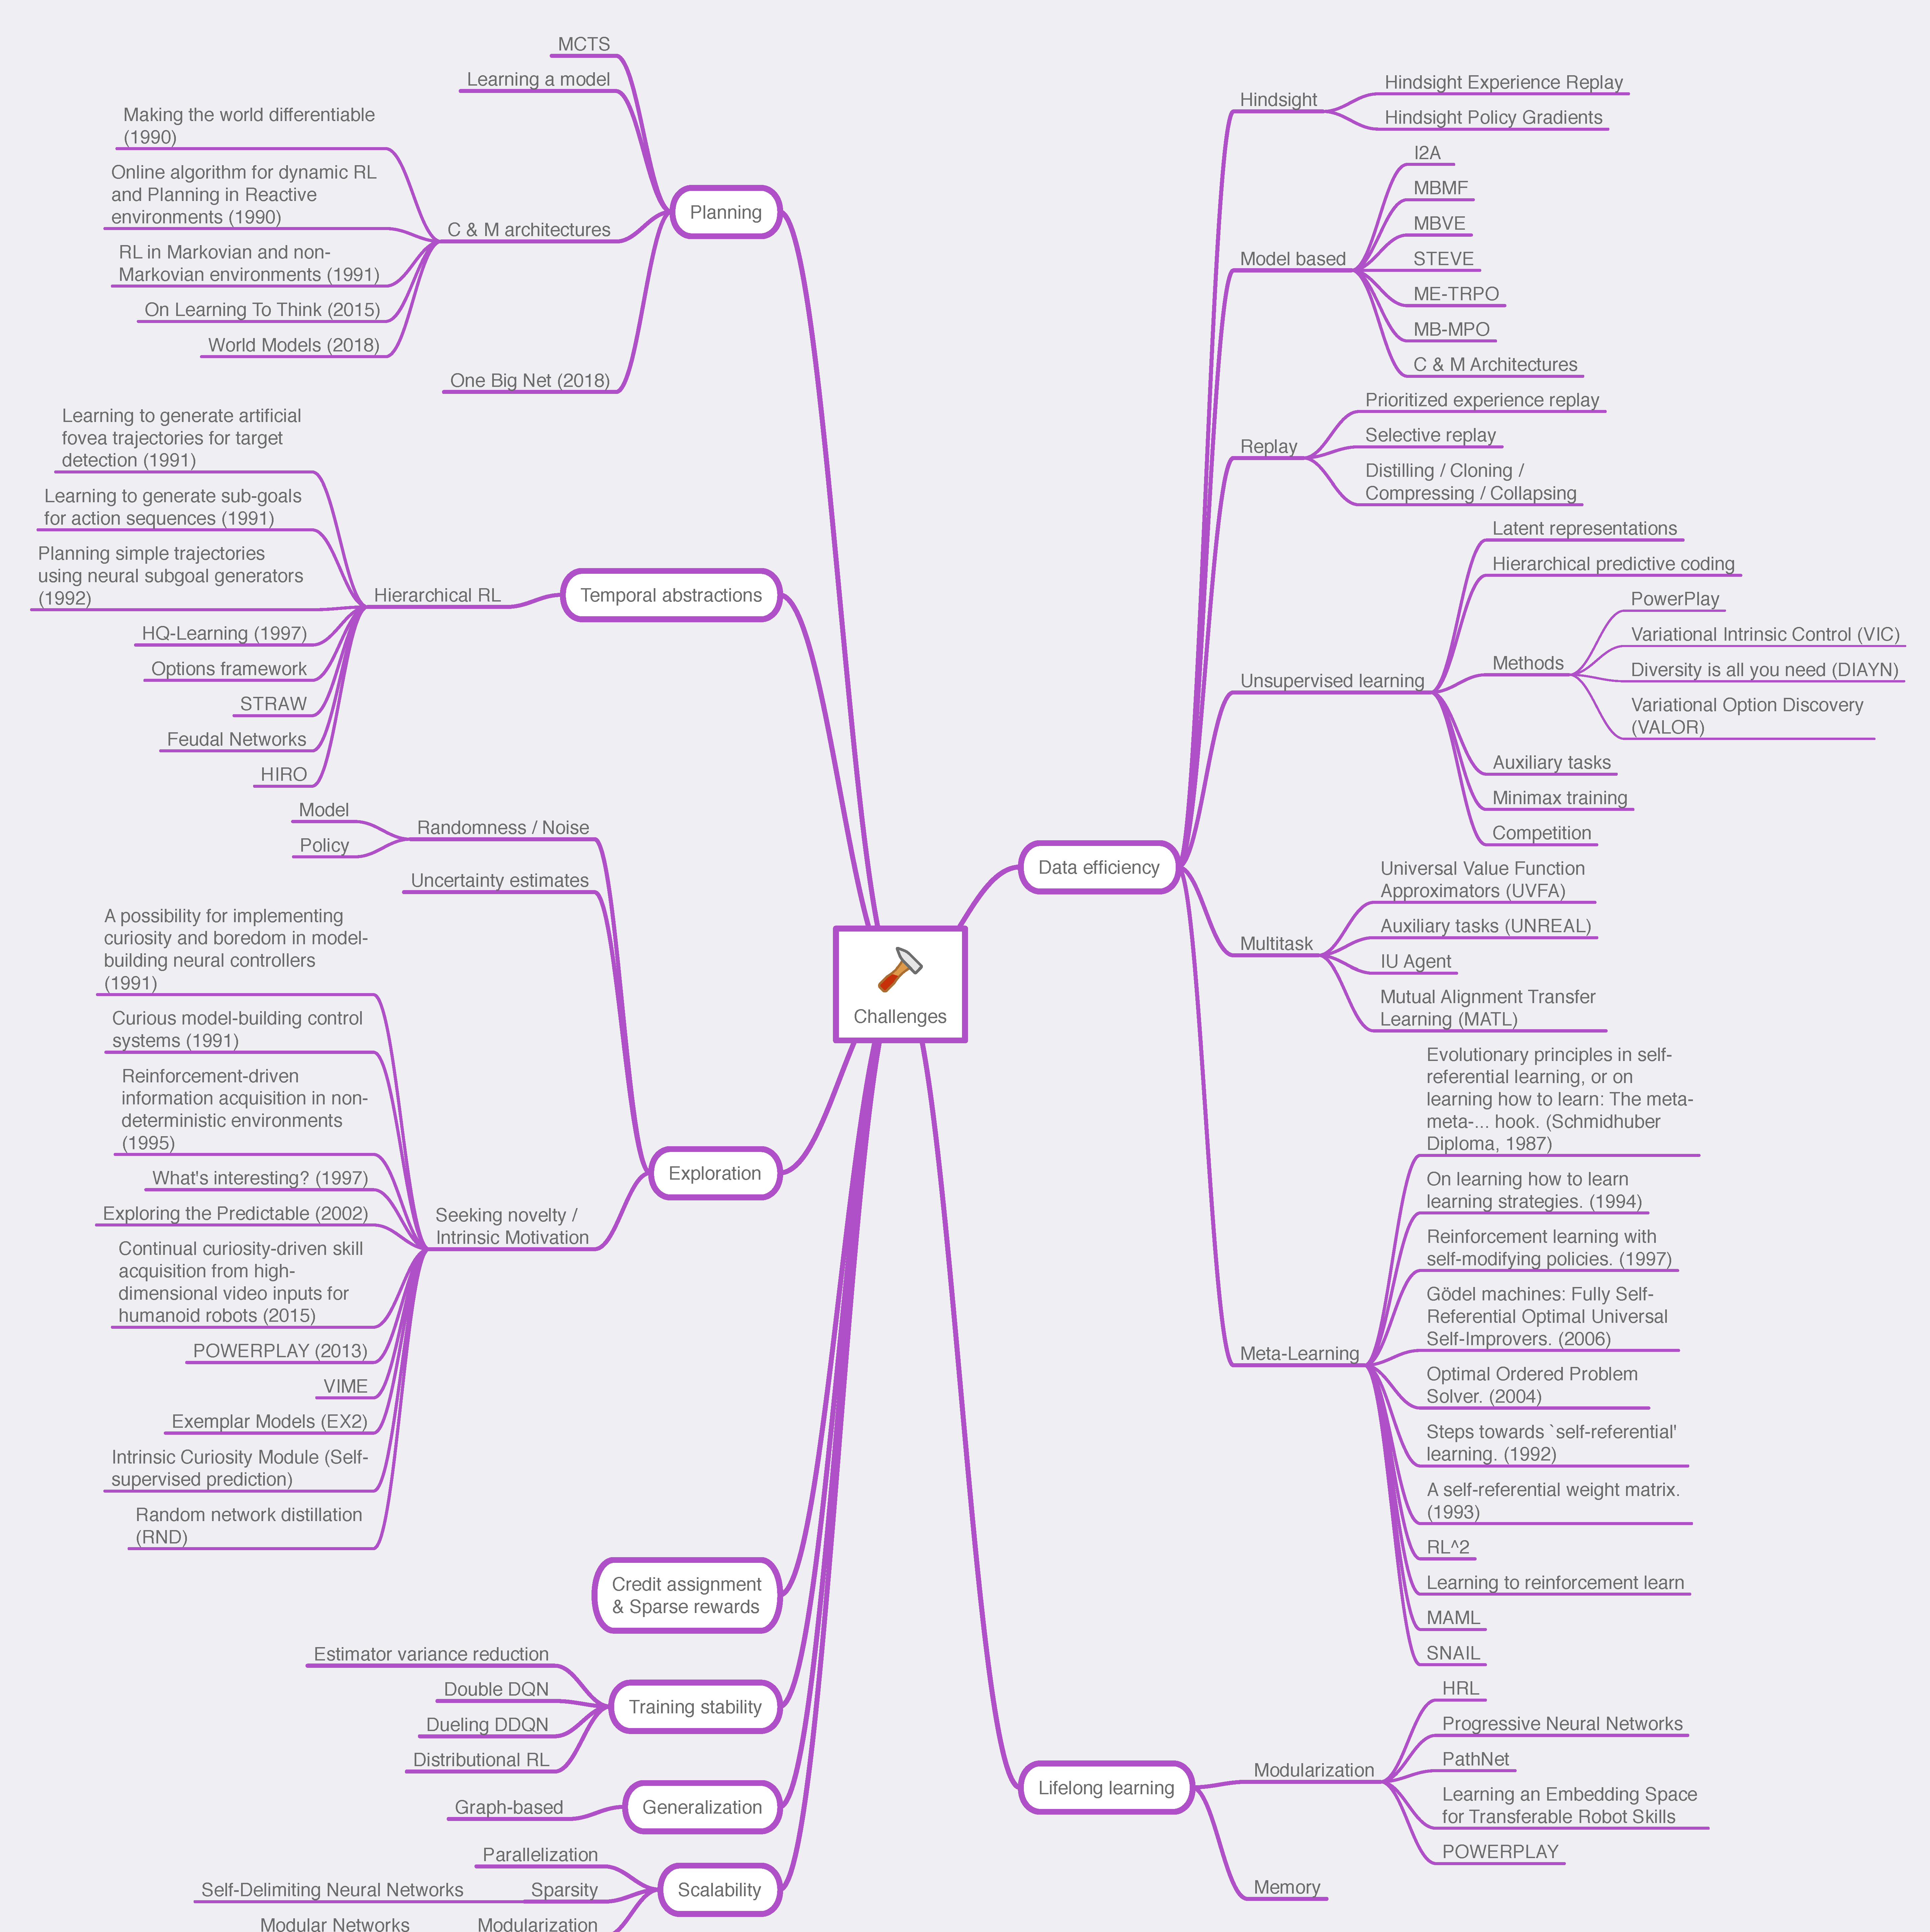 Challenges
Planning
MCTS
Learning a model
C & M architectures
Making the world differentiable
(1990)
Online algorithm for dynamic RL
and Planning in Reactive
environments (1990)
RL in Markovian and non-
Markovian environments (1991)
On Learning To Think (2015)
World Models (2018)
One Big Net (2018)
Temporal abstractions
Hierarchical RL
Learning to generate artificial
fovea trajectories for target
detection (1991)
Learning to generate sub-goals
for action sequences (1991)
Planning simple trajectories
using neural subgoal generators
(1992)
HQ-Learning (1997)
Options framework
STRAW
Feudal Networks
HIRO
Exploration
Randomness / Noise
Model
Policy
Uncertainty estimates
Seeking novelty /
Intrinsic Motivation
A possibility for implementing
curiosity and boredom in model-
building neural controllers
(1991)
Curious model-building control
systems (1991)
Reinforcement-driven
information acquisition in non-
deterministic environments
(1995)
What's interesting? (1997)
Exploring the Predictable (2002)
Continual curiosity-driven skill
acquisition from high-
dimensional video inputs for
humanoid robots (2015)
POWERPLAY (2013)
VIME
Exemplar Models (EX2)
Intrinsic Curiosity Module (Self-
supervised prediction)
Random network distillation
(RND)
Credit assignment
& Sparse rewards
Training stability
Estimator variance reduction
Double DQN
Dueling DDQN
Distributional RL
Generalization
Graph-based
Scalability
Parallelization
Sparsity
Self-Delimiting Neural Networks
Modularization
Modular Networks
Data efficiency
Hindsight
Hindsight Experience Replay
Hindsight Policy Gradients
Model based
I2A
MBMF
MBVE
STEVE
ME-TRPO
MB-MPO
C & M Architectures
Replay
Prioritized experience replay
Selective replay
Distilling / Cloning /
Compressing / Collapsing
Unsupervised learning
Latent representations
Hierarchical predictive coding
Methods
PowerPlay
Variational Intrinsic Control (VIC)
Diversity is all you need (DIAYN)
Variational Option Discovery
(VALOR)
Auxiliary tasks
Minimax training
Competition
Multitask
Universal Value Function
Approximators (UVFA)
Auxiliary tasks (UNREAL)
IU Agent
Mutual Alignment Transfer
Learning (MATL)
Meta-Learning
Evolutionary principles in self-
referential learning, or on
learning how to learn: The meta-
meta-... hook. (Schmidhuber
Diploma, 1987)
On learning how to learn
learning strategies. (1994)
Reinforcement learning with
self-modifying policies. (1997)
Gödel machines: Fully Self-
Referential Optimal Universal
Self-Improvers. (2006)
Optimal Ordered Problem
Solver. (2004)
Steps towards `self-referential'
learning. (1992)
A self-referential weight matrix.
(1993)
RL^2
Learning to reinforcement learn
MAML
SNAIL
Lifelong learning
Modularization
HRL
Progressive Neural Networks
PathNet
Learning an Embedding Space
for Transferable Robot Skills
POWERPLAY
Memory